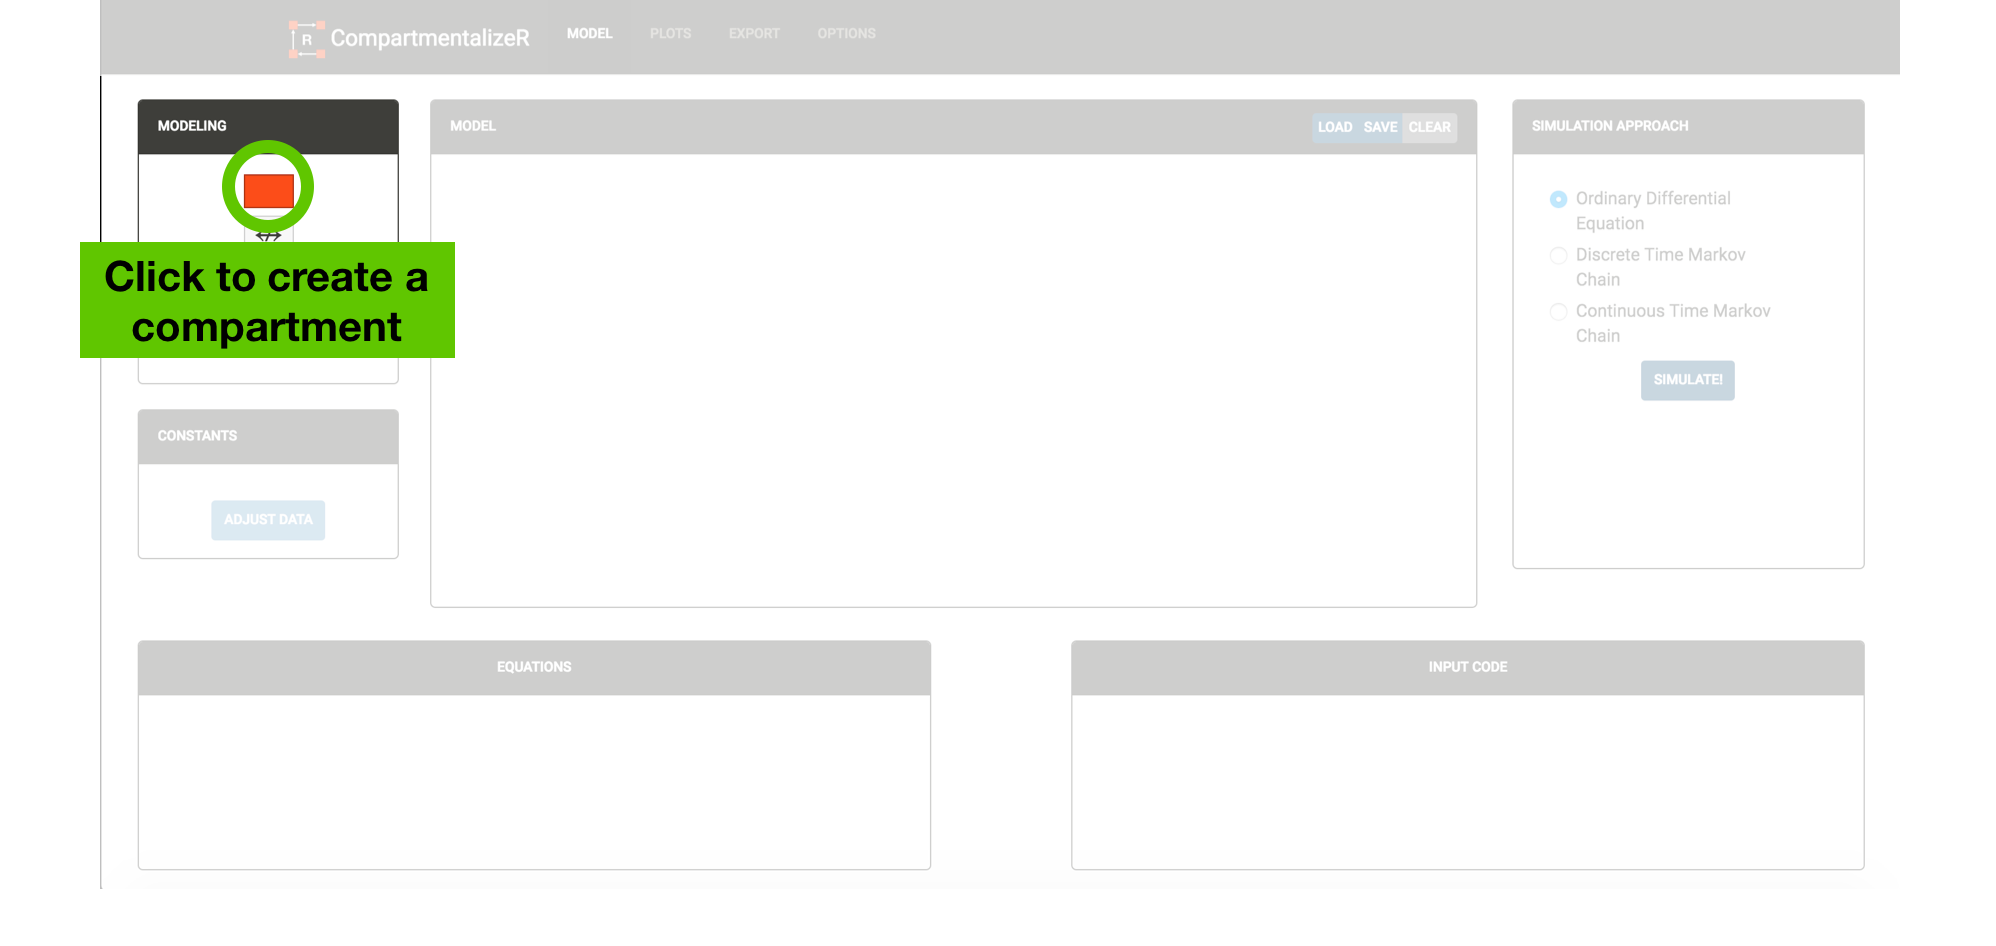 R CompartmentalizeR MODEL PLOTS EXPORT OPTIONS
MODELING
MODEL
LOAD SAVE CLEAR
SIMULATION APPROACH
Click to create a
compartment
Ordinary Differential
Equation
Discrete Time Markov
Chain
Continuous Time Markov
Chain
SIMULATE!
CONSTANTS
ADJUST DATA
EQUATIONS
INPUT CODE